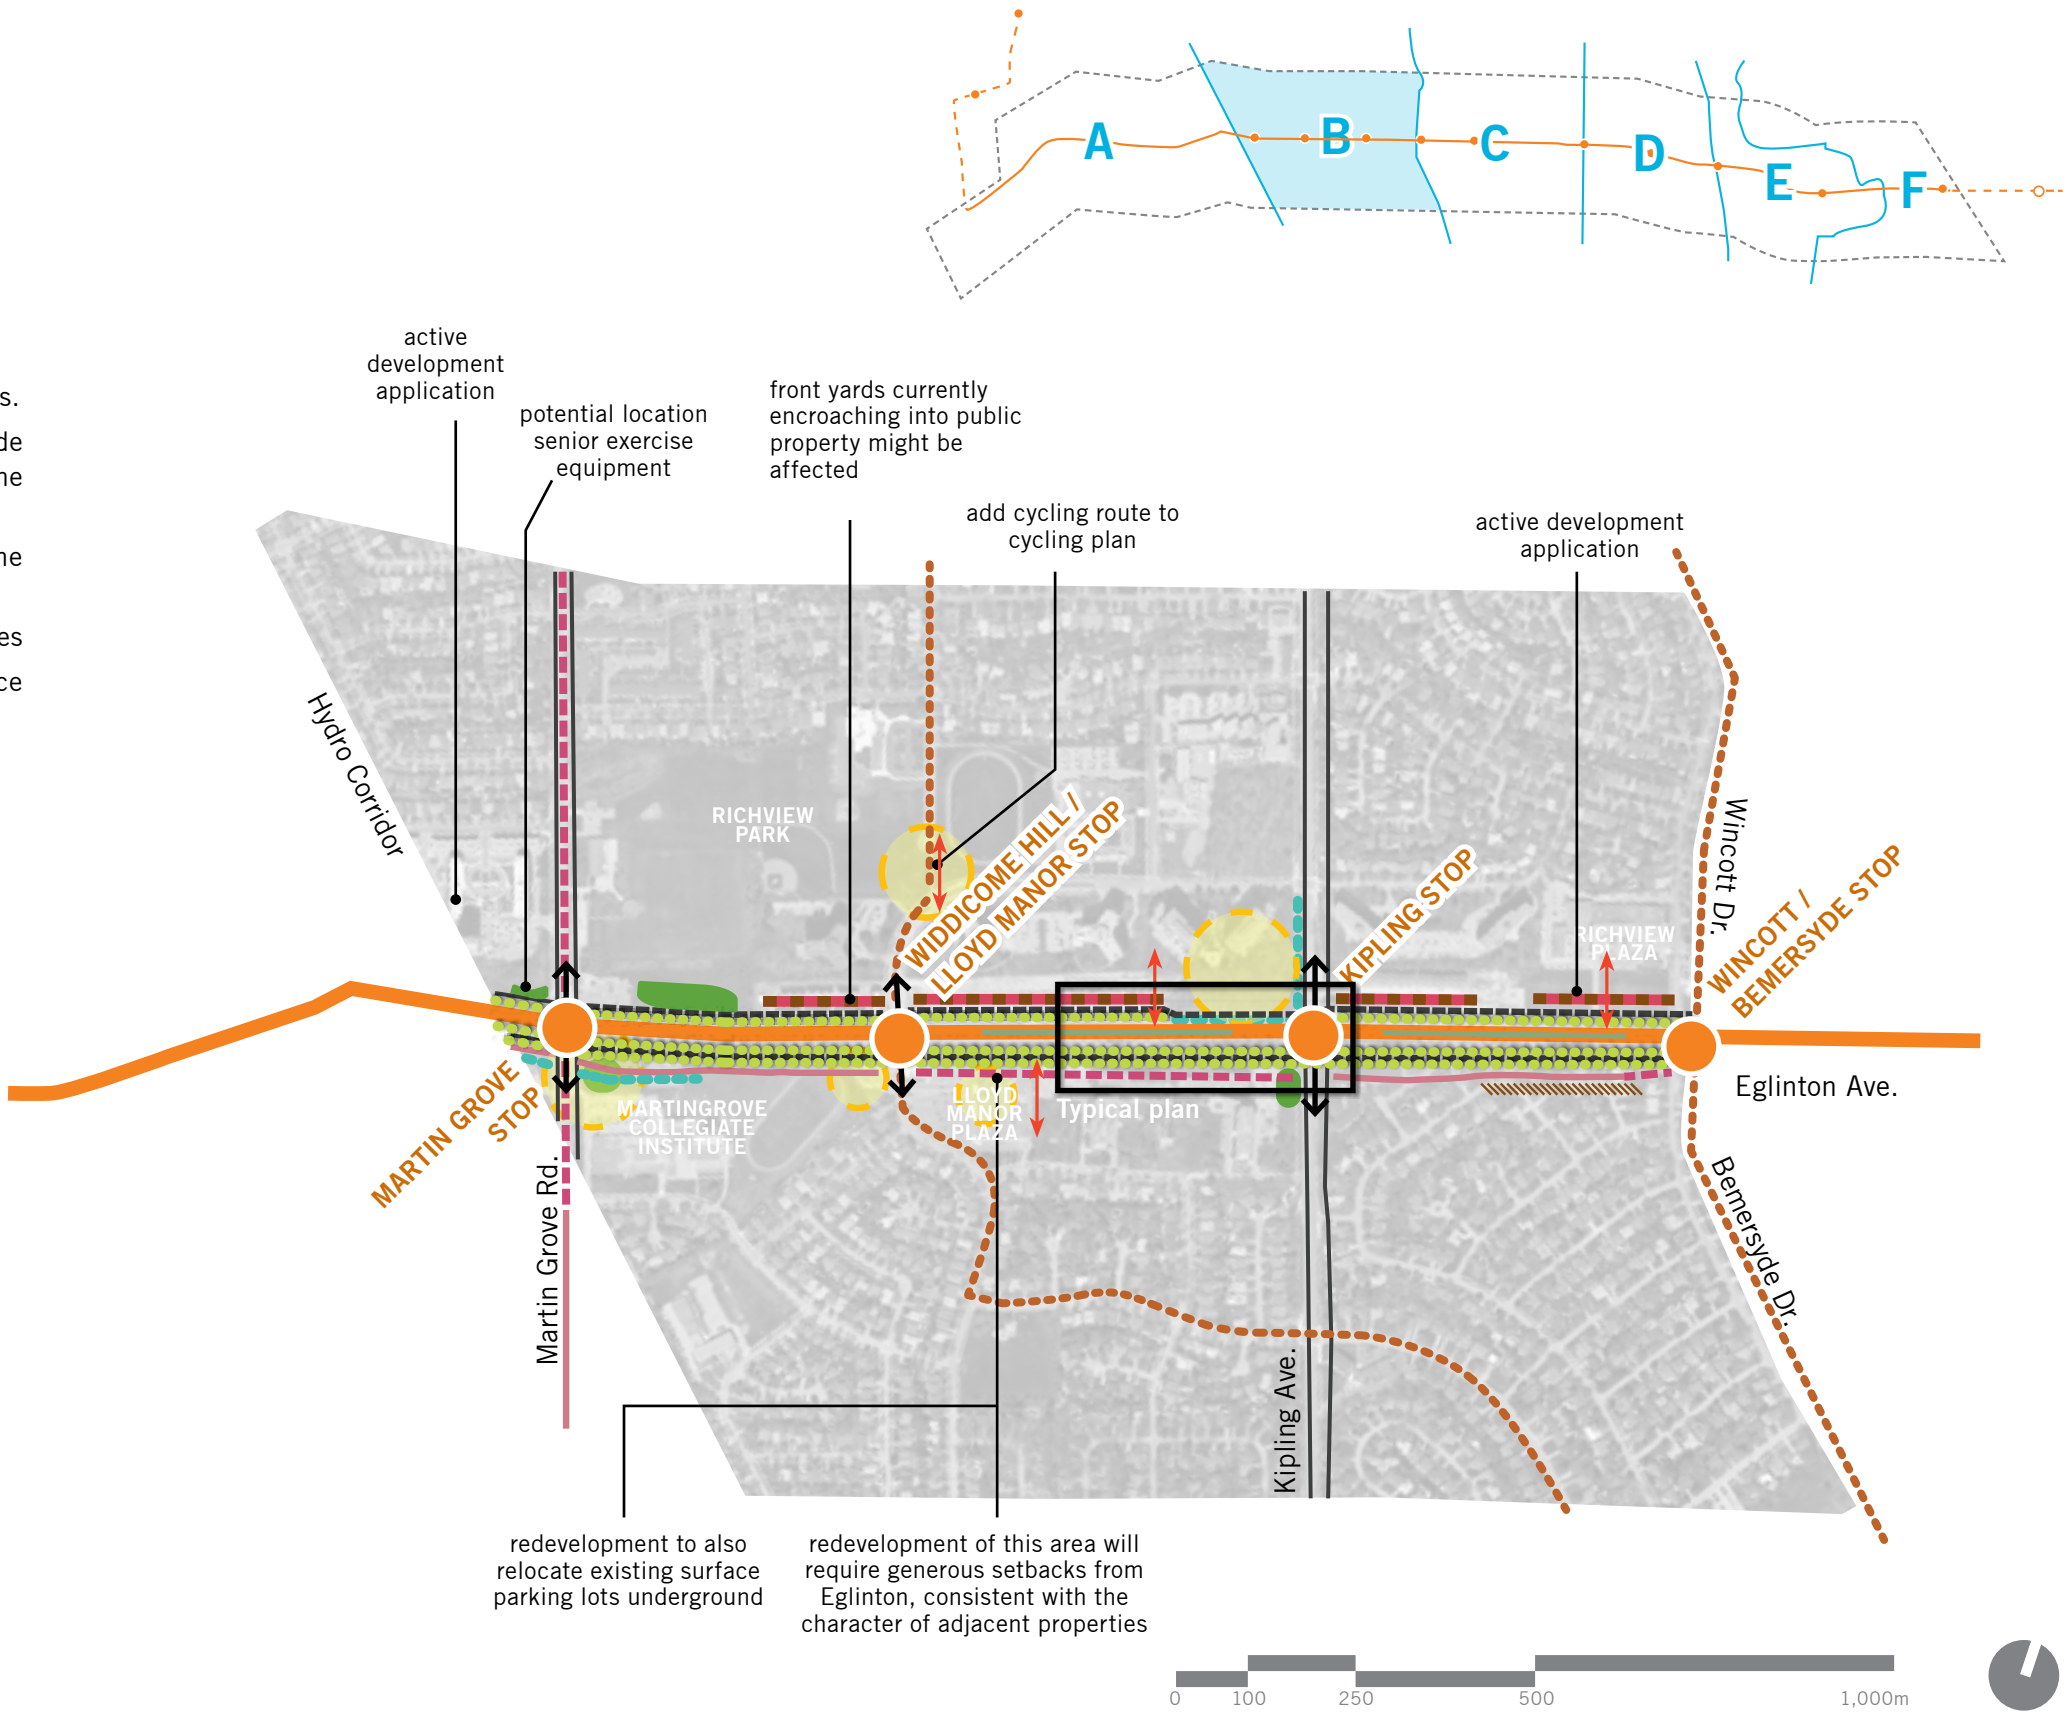 A
B
C
D
E
F
s.
de
ne
ne
es
ce
active
development
application
potential location
senior exercise
equipment
front yards currently
encroaching into public
property might be
affected
add cycling route to
cycling plan
active development
application
Hydro Corridor
RICHVIEW
PARK
WIDDICOME HILL /
LLOYD MANOR STOP
KIPLING STOP
RICHVIEW
PLAZA
Wincott Dr.
WINCOTT /
BEMERSYDE STOP
MARTIN GROVE
STOP
MARTINGROVE
COLLEGIATE
INSTITUTE
LLOYD
MANOR
PLAZA
Typical plan
Eglinton Ave.
Martin Grove Rd.
Kipling Ave.
Bemersyde Dr.
redevelopment to also
relocate existing surface
parking lots underground
redevelopment of this area will
require generous setbacks from
Eglinton, consistent with the
character of adjacent properties
0 100 250 500 1,000m